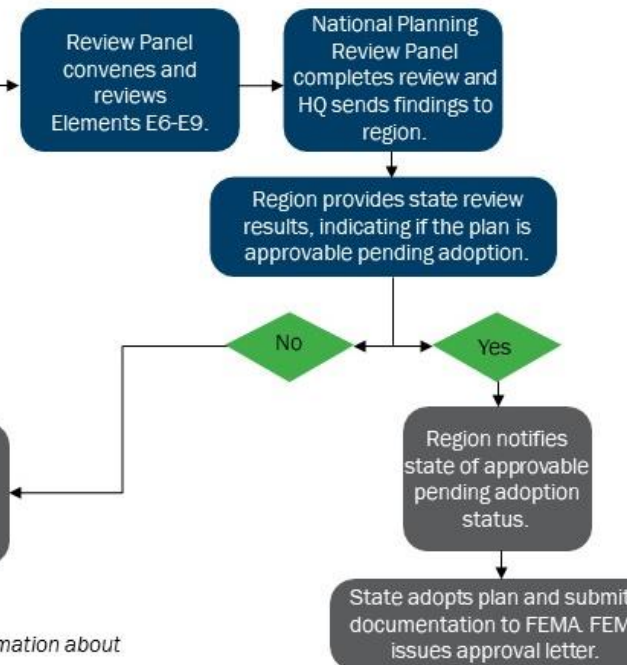 Review Panel
convenes and
reviews
Elements E6-E9.
National Planning
Review Panel
completes review and
HQ sends findings to
region.
Region provides state review
results, indicating if the plan is
approvable pending adoption.
No
Yes
Region notifies
state of approvable
pending adoption
status.
State adopts plan and submit
documentation to FEMA. FEM
issues approval letter.
rmation about